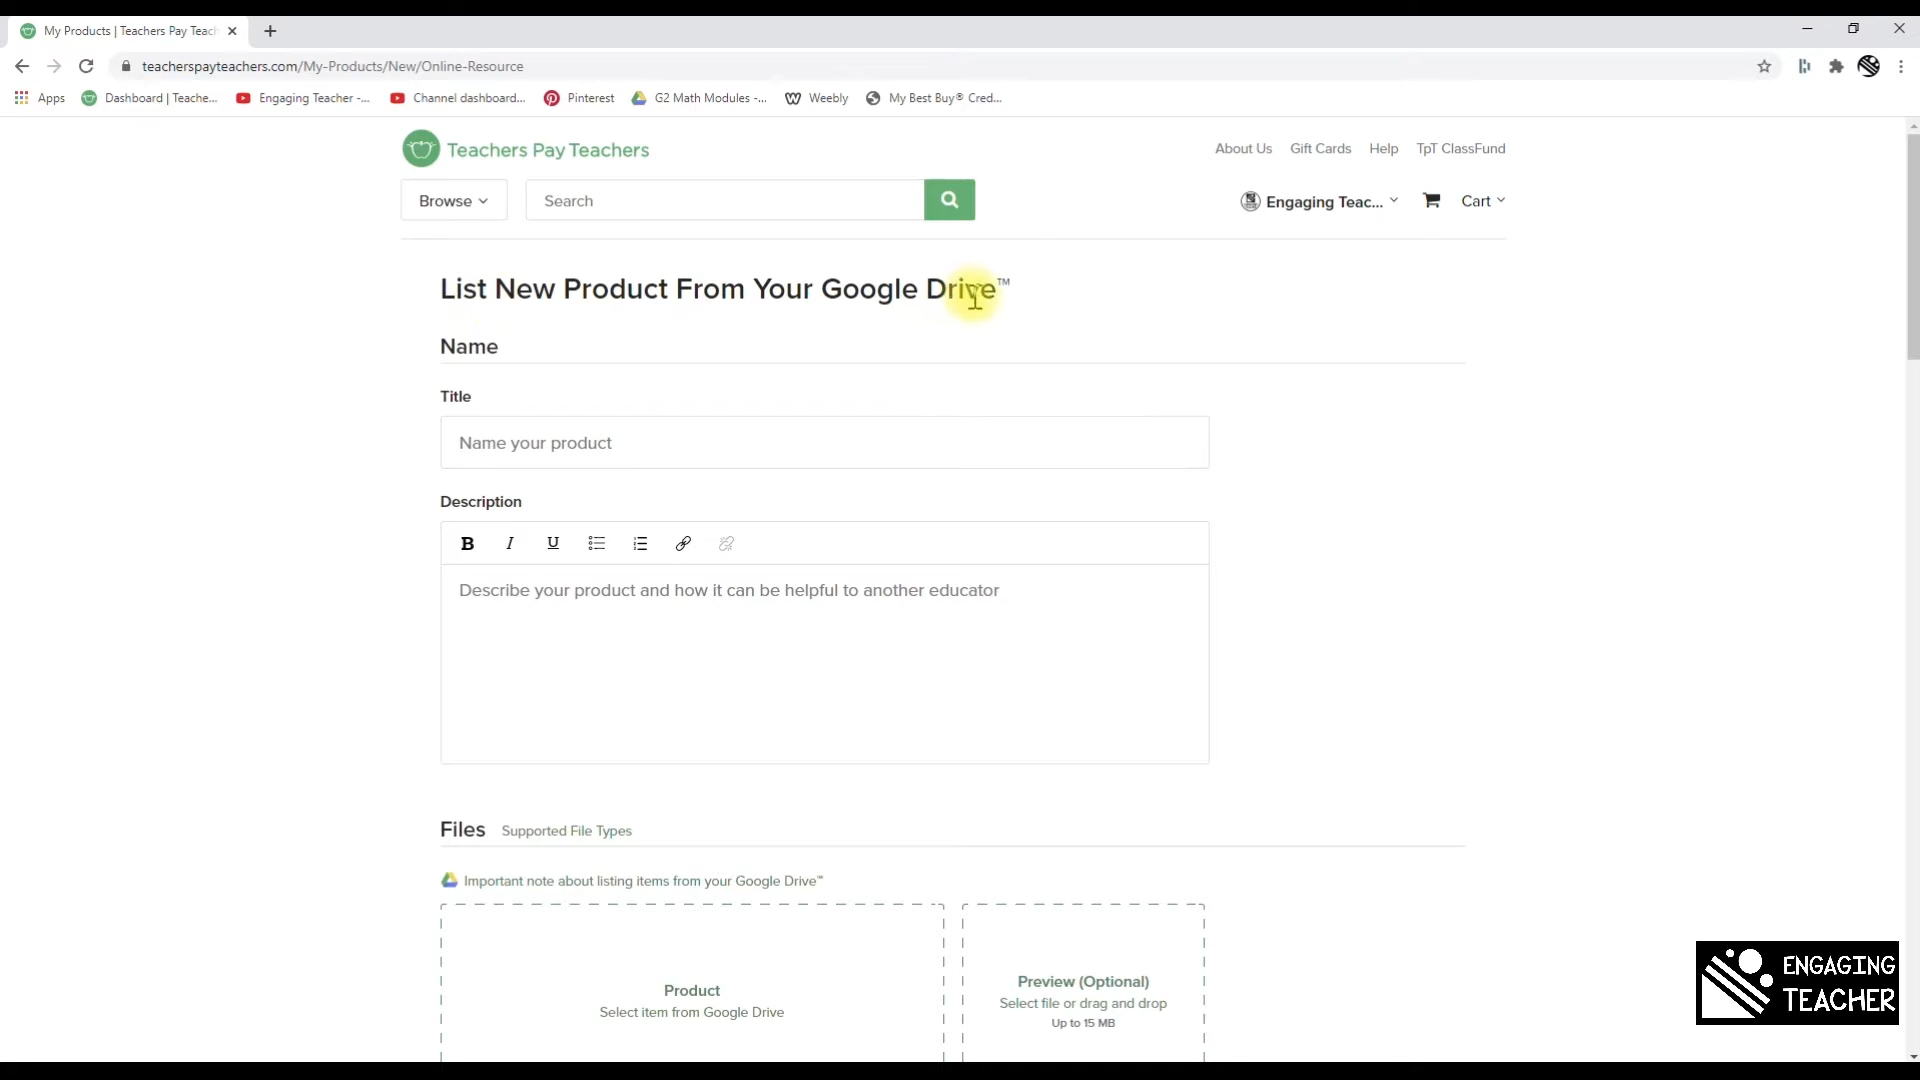 My Products | Teachers Pay Teach
teacherspayteachers.com/My-Products/New/Online-Resource
Apps
Dashboard | Teache...
Engaging Teacher -...
Channel dashboard...
Pinterest
G2 Math Modules -...
Weebly
My Best Buy® Cred...
Teachers Pay Teachers
About Us
Gift Cards
Help
TpT ClassFund
Browse
Search
Engaging Teac...
Cart
List New Product From Your Google Drive™
Name
Title
Name your product
Description
B I U
Describe your product and how it can be helpful to another educator
Files
Supported File Types
Important note about listing items from your Google Drive™
Product
Select item from Google Drive
Preview (Optional)
Select file or drag and drop
Up to 15 MB
ENGAGING
TEACHER